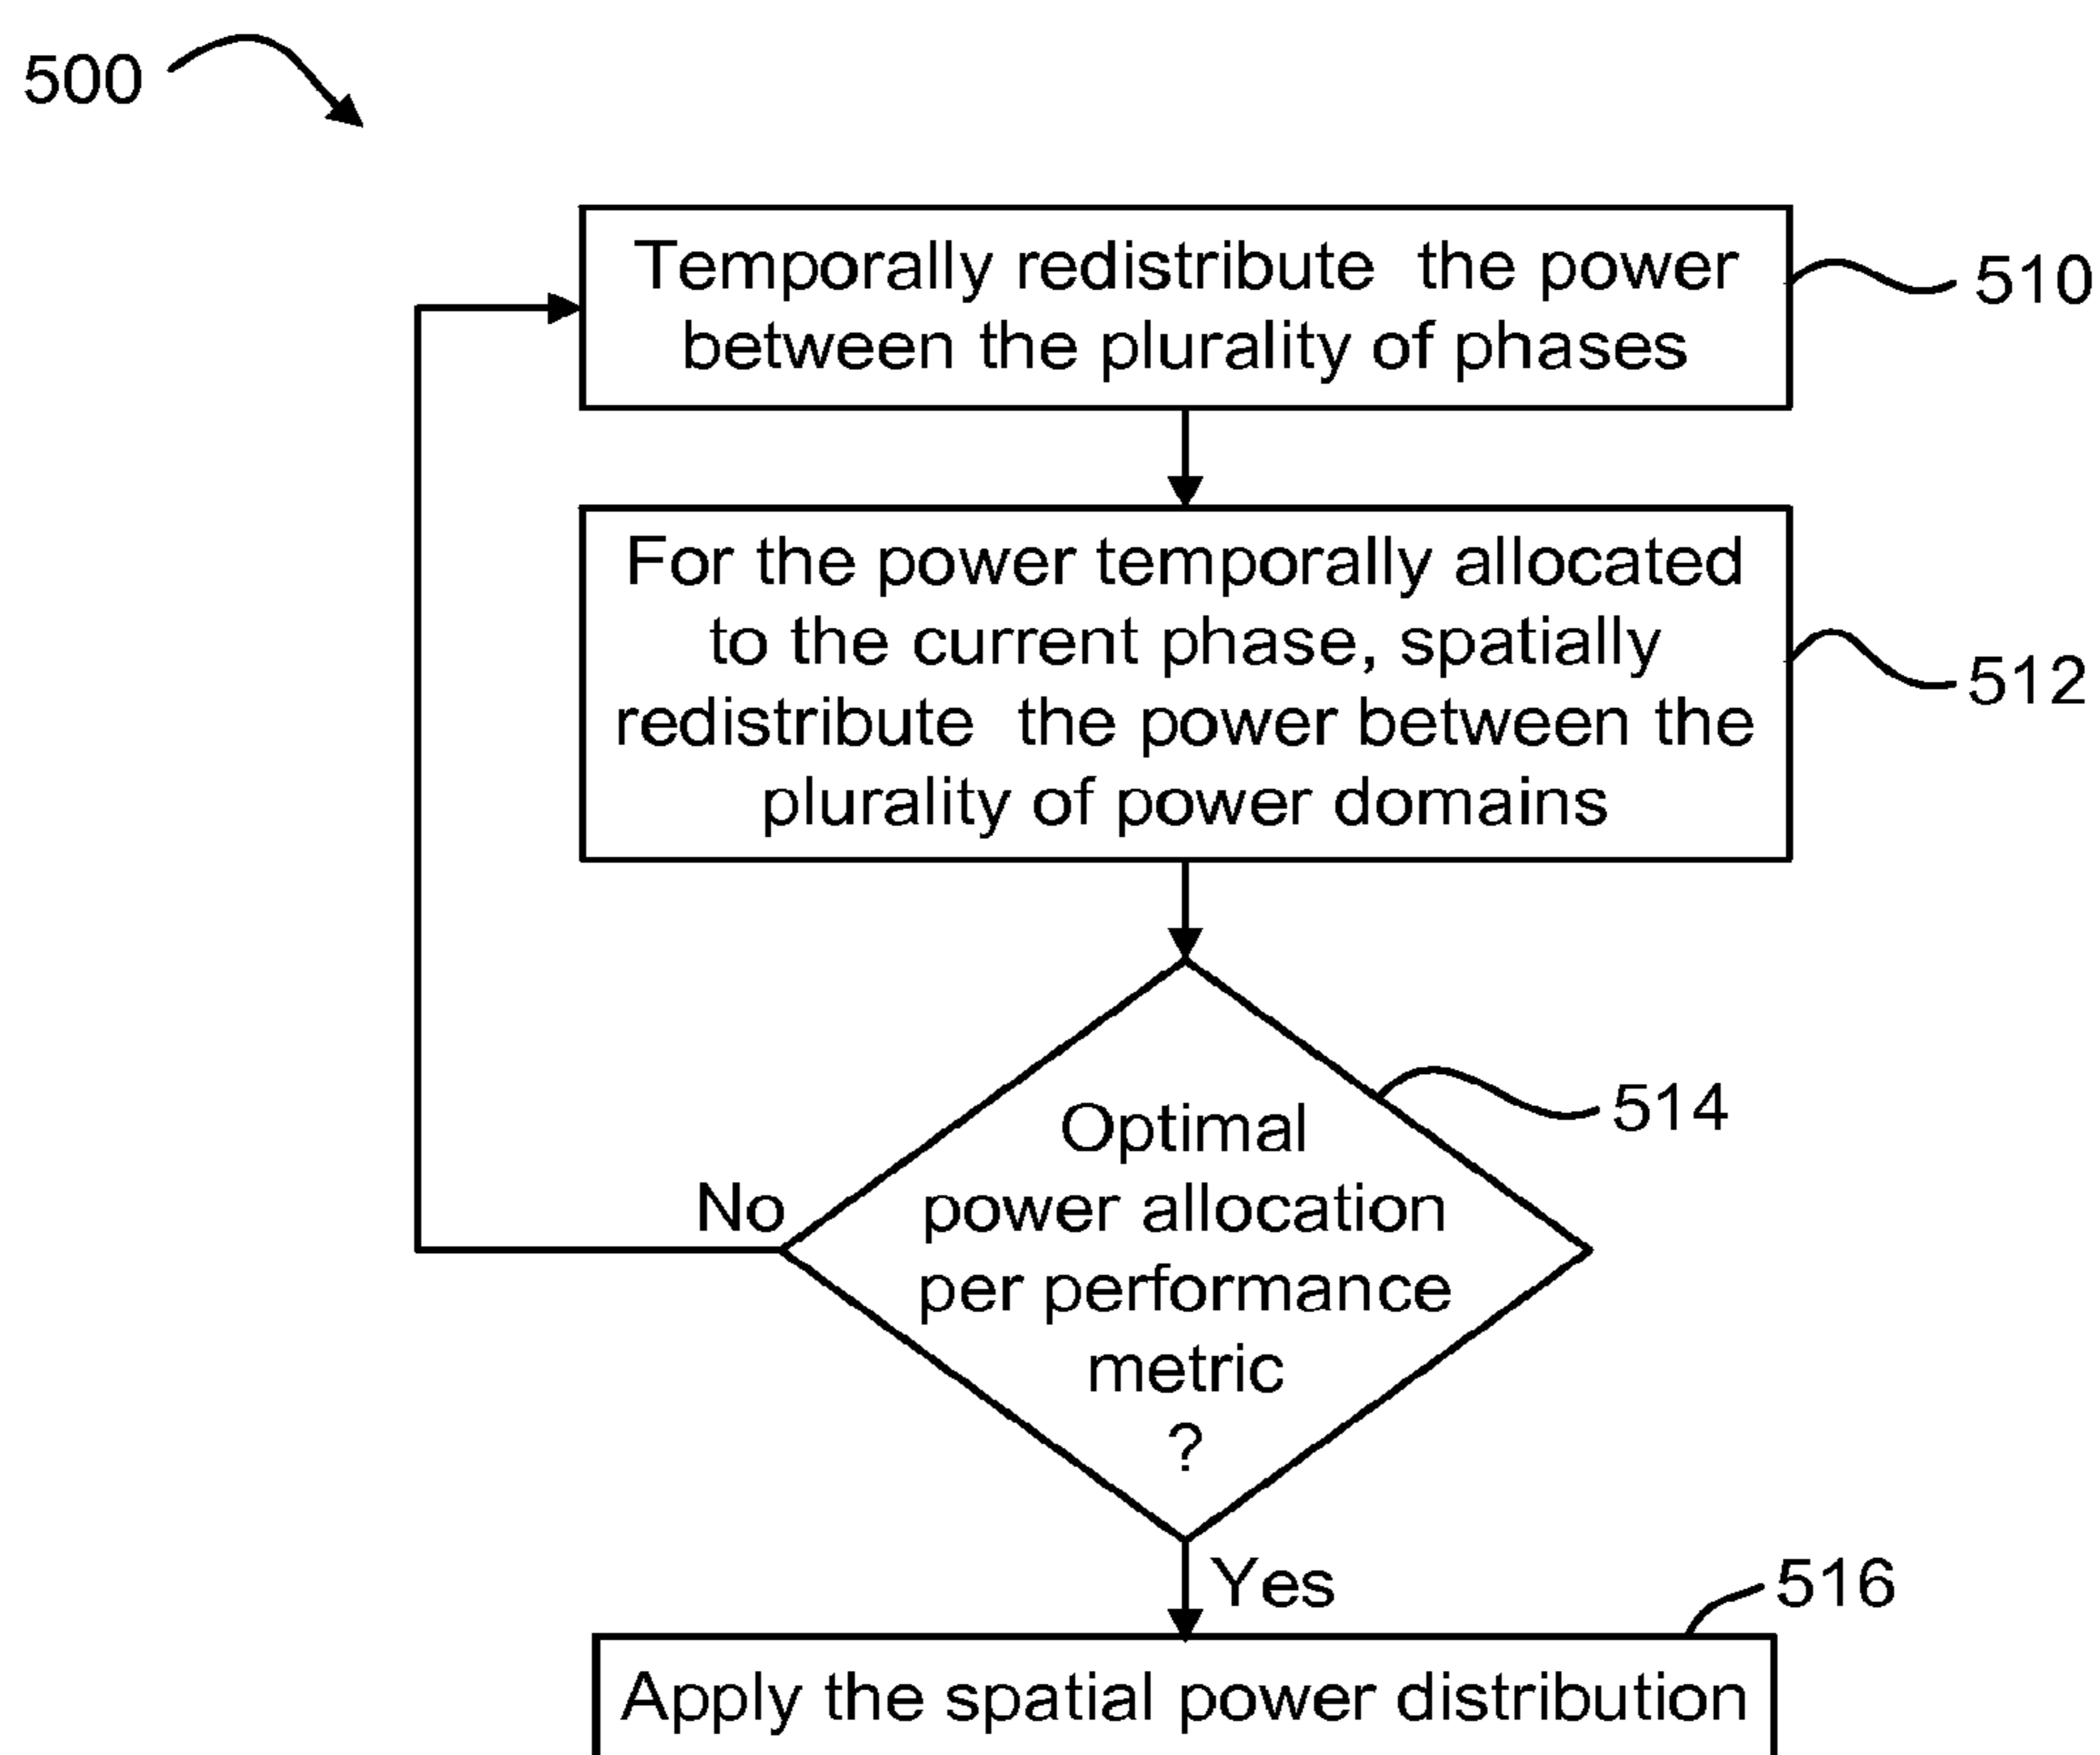 500
Temporally redistribute the power
between the plurality of phases
510
For the power temporally allocated
to the current phase, spatially
redistribute the power between the
plurality of power domains
512
Optimal
power allocation
per performance
metric
?
514
No
Yes
516
Apply the spatial power distribution